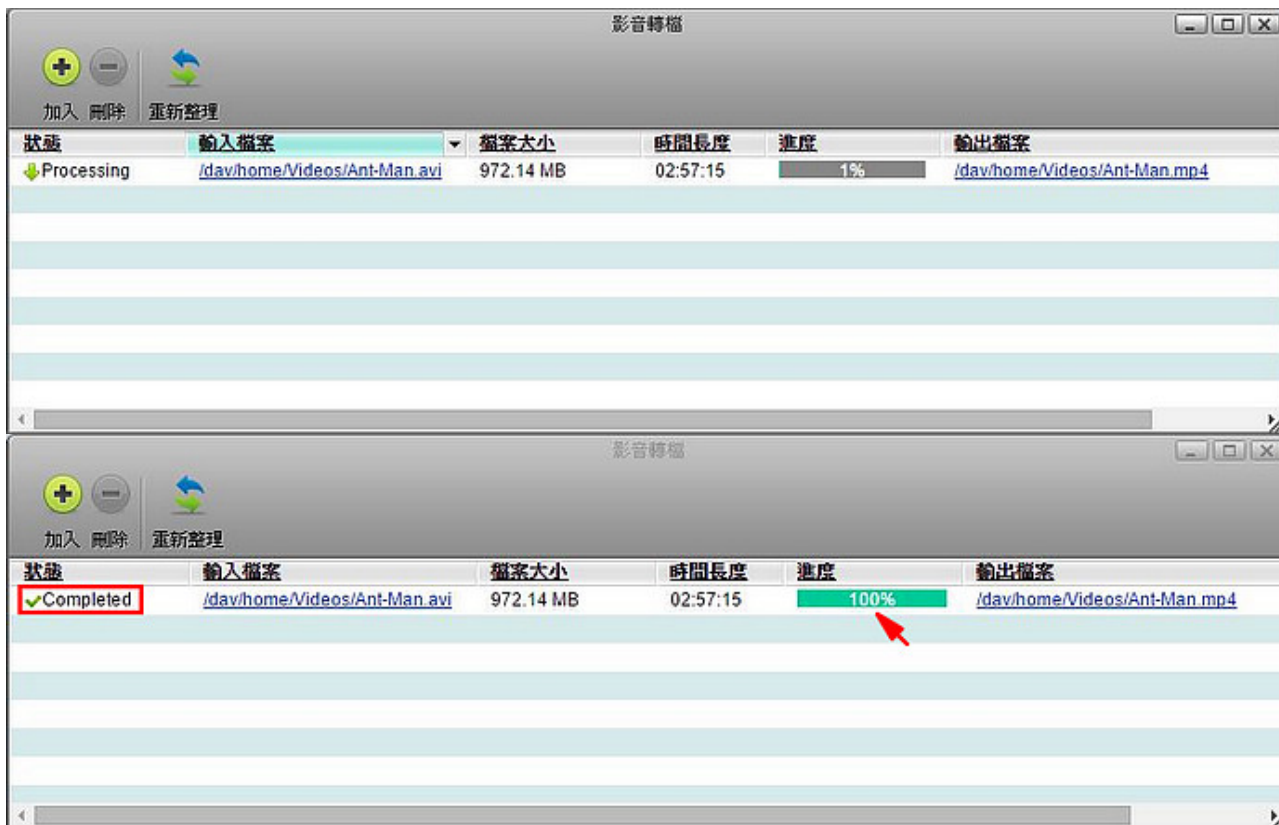 影音轉檔
加入 刪除 重新整理
狀態 輸入檔案 檔案大小 時間長度 進度 輸出檔案
Processing /dav/home/Videos/Ant-Man.avi 972.14 MB 02:57:15 1% /dav/home/Videos/Ant-Man.mp4
影音轉檔
加入 刪除 重新整理
狀態 輸入檔案 檔案大小 時間長度 進度 輸出檔案
Completed /dav/home/Videos/Ant-Man.avi 972.14 MB 02:57:15 100% /dav/home/Videos/Ant-Man.mp4